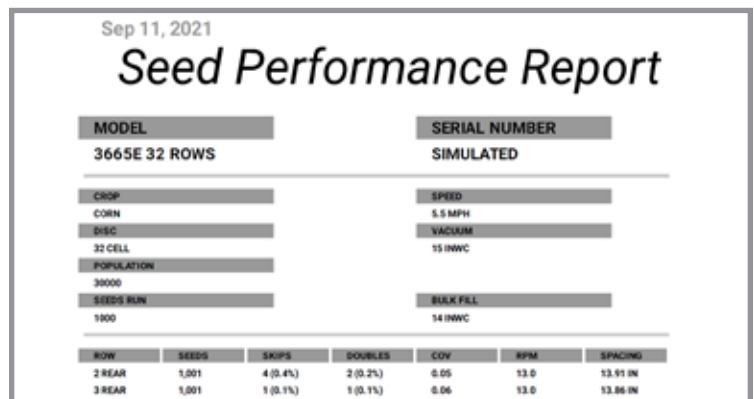 Sep 11, 2021
Seed Performance Report
MODEL SERIAL NUMBER
3665E 32 ROWS SIMULATED
CROP SPEED
CORN 5.5 MPH
DISC VACUUM
32 CELL 15 INWC
POPULATION
30000
SEEDS RUN BULK FILL
1000 14 INWC
ROW SEEDS SKIPS DOUBLES COV RPM SPACING
2 REAR 1,001 4 (0.4%) 2 (0.2%) 0.05 13.0 13.91 IN
3 REAR 1,001 1 (0.1%) 1 (0.1%) 0.06 13.0 13.86 IN